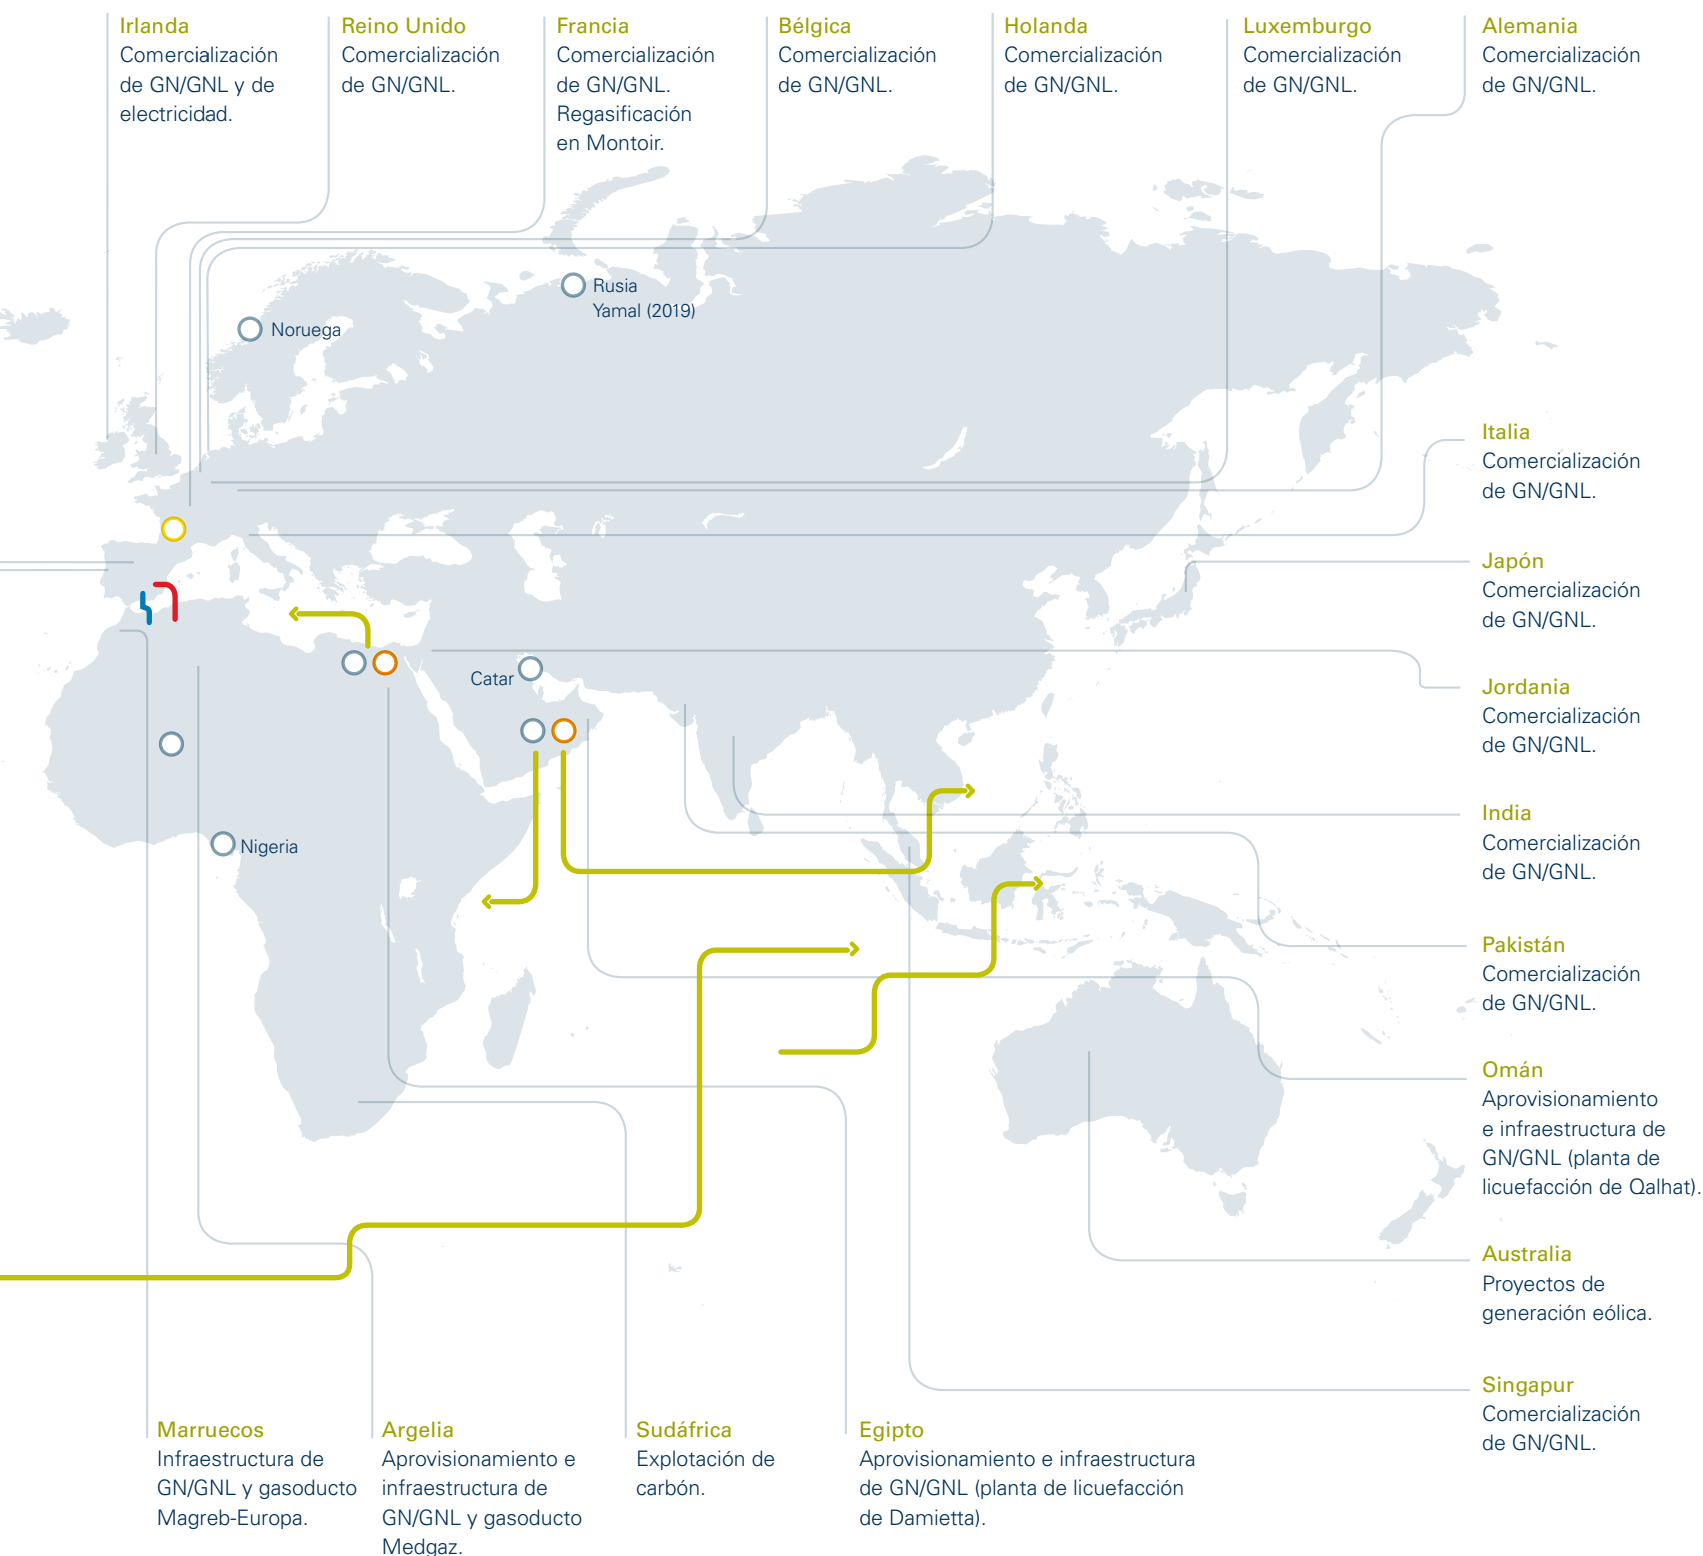 Irlanda
Comercialización
de GN/GNL y de
electricidad.
Reino Unido
Comercialización
de GN/GNL.
Francia
Comercialización
de GN/GNL.
Regasificación
en Montoir.
Bélgica
Comercialización
de GN/GNL.
Holanda
Comercialización
de GN/GNL.
Luxemburgo
Comercialización
de GN/GNL.
Alemania
Comercialización
de GN/GNL.
Rusia
Yamal (2019)
Noruega
Italia
Comercialización
de GN/GNL.
Japón
Comercialización
de GN/GNL.
Catar
Jordania
Comercialización
de GN/GNL.
Nigeria
India
Comercialización
de GN/GNL.
Pakistán
Comercialización
de GN/GNL.
Omán
Aprovisionamiento
e infraestructura de
GN/GNL (planta de
licuefacción de Qalhat).
Australia
Proyectos de
generación eólica.
Singapur
Comercialización
de GN/GNL.
Marruecos
Infraestructura de
GN/GNL y gasoducto
Magreb-Europa.
Argelia
Aprovisionamiento e
infraestructura de
GN/GNL y gasoducto
Medgaz.
Sudáfrica
Explotación de
carbón.
Egipto
Aprovisionamiento e infraestructura
de GN/GNL (planta de licuefacción
de Damietta).